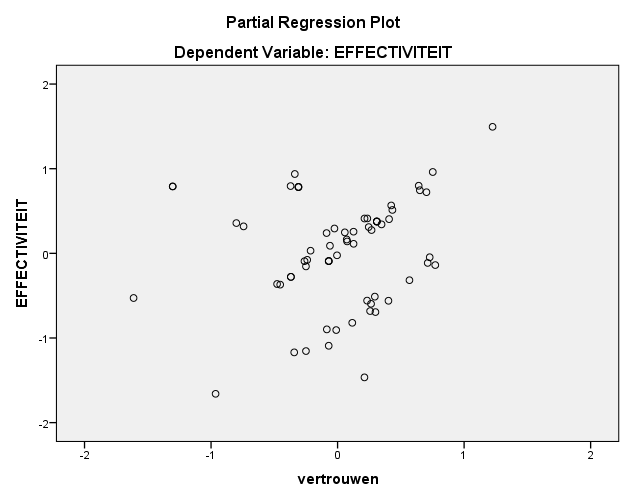 Partial Regression Plot
Dependent Variable: EFFECTIVITEIT
2
1
0
-1
-2
EFFECTIVITEIT
-2
-1
0
1
2
vertrouwen